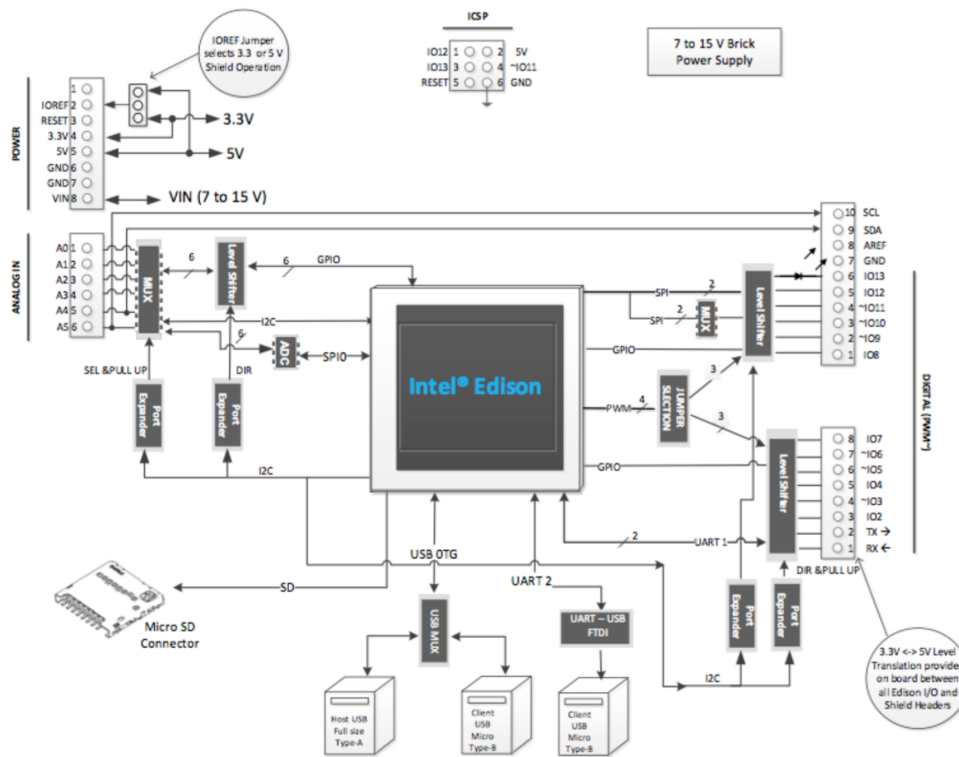 ICSP
IO12 1 2 5V
IO13 3 4 ~IO11
RESET 5 6 GND
7 to 15 V Brick
Power Supply
IOREF Jumper
selects 3.3 or 5 V
Shield Operation
POWER
1
IOREF 2
RESET 3
3.3V 4
5V 5
GND 6
GND 7
VIN 8
3.3V
5V
VIN (7 to 15 V)
ANALOG IN
A0 1
A1 2
A2 3
A3 4
A4 5
A5 6
MUX
6
Level Shifter
6
GPIO
I2C
6
ADC
SPI0
SEL &PULL UP
DIR
Port
Expander
Port
Expander
I2C
Intel® Edison
SPI
2
SPI
2
MUX
Level Shifter
GPIO
PWM
4
JUMPER
SELECTION
3
3
GPIO
Level Shifter
10 SCL
9 SDA
8 AREF
7 GND
6 IO13
5 IO12
4 ~IO11
3 ~IO10
2 ~IO9
1 IO8
DIGITAL (PWM~)
8 IO7
7 ~IO6
6 ~IO5
5 IO4
4 ~IO3
3 IO2
2 TX →
1 RX ←
2
UART 1
DIR &PULL UP
USB OTG
UART 2
SD
Micro SD
Connector
USB MUX
UART – USB
FTDI
Port
Expander
Port
Expander
I2C
Host USB
Full size
Type-A
Client
USB
Micro
Type-B
Client
USB
Micro
Type-B
3.3V <-> 5V Level
Translation provide
on board between
all Edison I/O and
Shield Headers